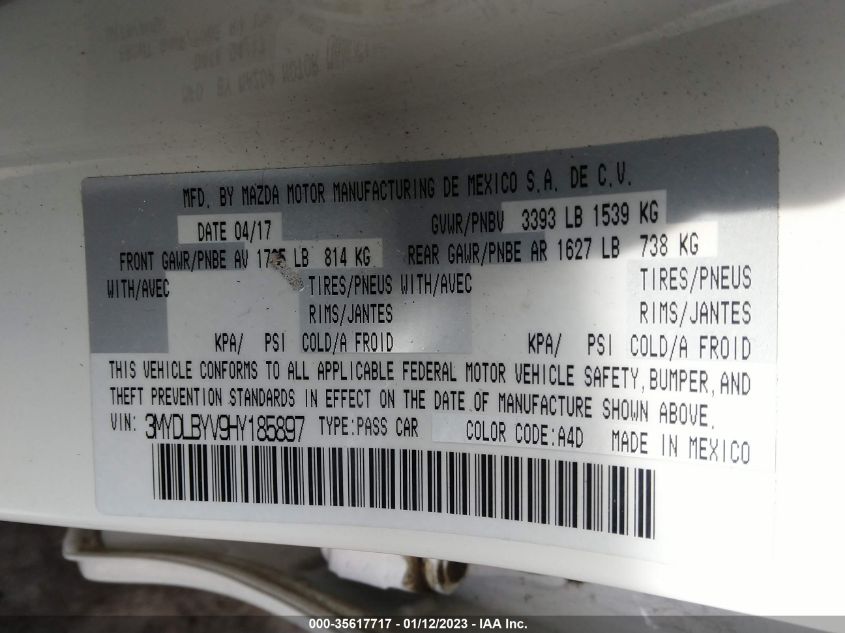 MFD. BY MAZDA MOTOR MANUFACTURING DE MEXICO S.A. DE C.V.
DATE 04/17 GVWR/PNBV 3393 LB 1539 KG
FRONT GAWR/PNBE AV LB 814 KG REAR GAWR/PNBE AR 1627 LB 738 KG
WITH/AVEC TIRES/PNEUS WITH/AVEC TIRES/PNEUS
RIMS/JANTES RIMS/JANTES
KPA/ PSI COLD/A FROID KPA/ PSI COLD/A FROID
THIS VEHICLE CONFORMS TO ALL APPLICABLE FEDERAL MOTOR VEHICLE SAFETY, BUMPER, AND
THEFT PREVENTION STANDARDS IN EFFECT ON THE DATE OF MANUFACTURE SHOWN ABOVE.
VIN: 3MYDLBYV9HY185897 TYPE:PASS CAR COLOR CODE:A4D MADE IN MEXICO
000-35617717 - 01/12/2023 - IAA Inc.